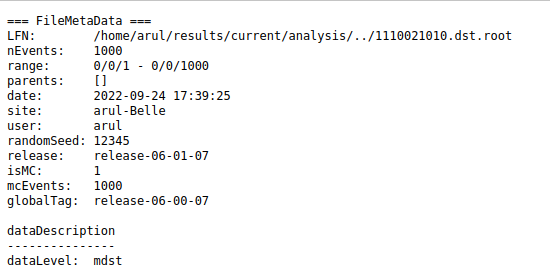 === FileMetaData ===
LFN: /home/arul/results/current/analysis/../1110021010.dst.root
nEvents: 1000
range: 0/0/1 - 0/0/1000
parents: []
date: 2022-09-24 17:39:25
site: arul-Belle
user: arul
randomSeed: 12345
release: release-06-01-07
isMC: 1
mcEvents: 1000
globalTag: release-06-00-07
dataDescription
---------------
dataLevel: mdst